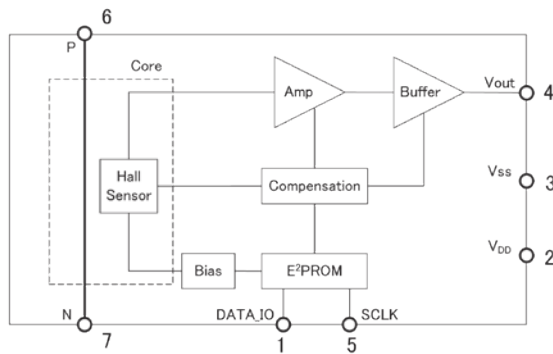 6
P
Core
Amp
Buffer
Vout
4
Hall
Sensor
Compensation
Vss
3
VDD
2
Bias
E²PROM
N
DATA_IO
SCLK
7
1
5